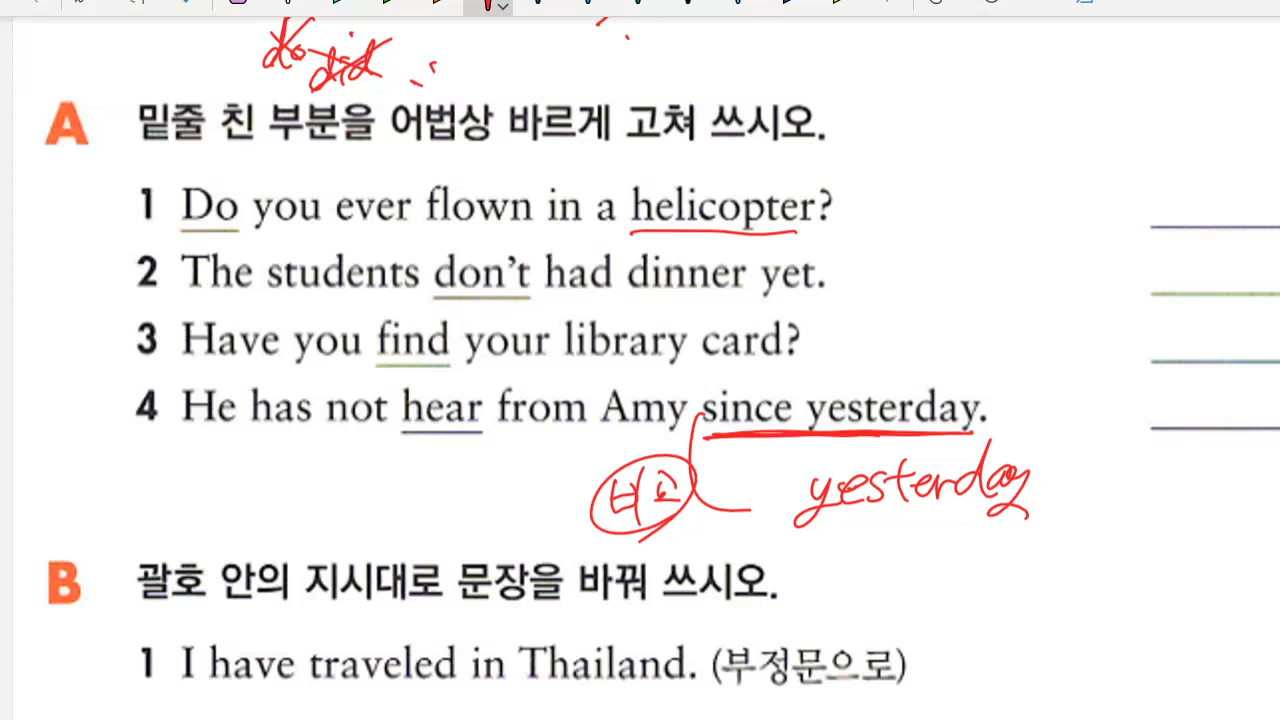 do did
A 밑줄 친 부분을 어법상 바르게 고쳐 쓰시오.
1 Do you ever flown in a helicopter?
2 The students don't had dinner yet.
3 Have you find your library card?
4 He has not hear from Amy since yesterday.
비교 yesterday
B 괄호 안의 지시대로 문장을 바꿔 쓰시오.
1 I have traveled in Thailand. (부정문으로)